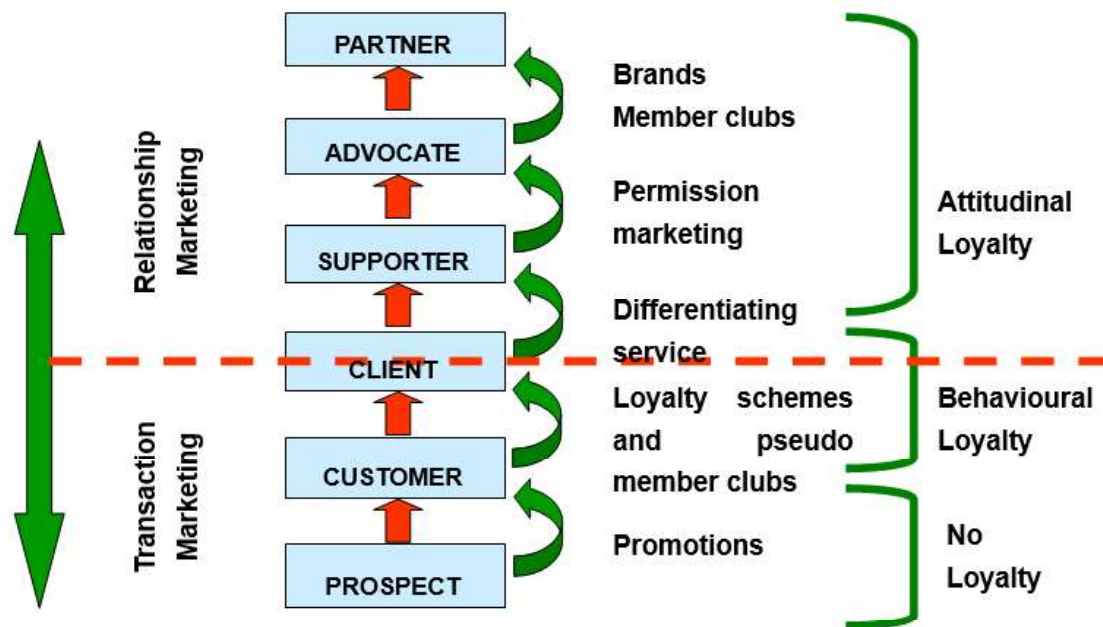 PARTNER
ADVOCATE
SUPPORTER
CLIENT
CUSTOMER
PROSPECT
Relationship
Marketing
Transaction
Marketing
Brands
Member clubs
Permission
marketing
Differentiating
service
Loyalty schemes
and pseudo
member clubs
Promotions
Attitudinal
Loyalty
Behavioural
Loyalty
No
Loyalty